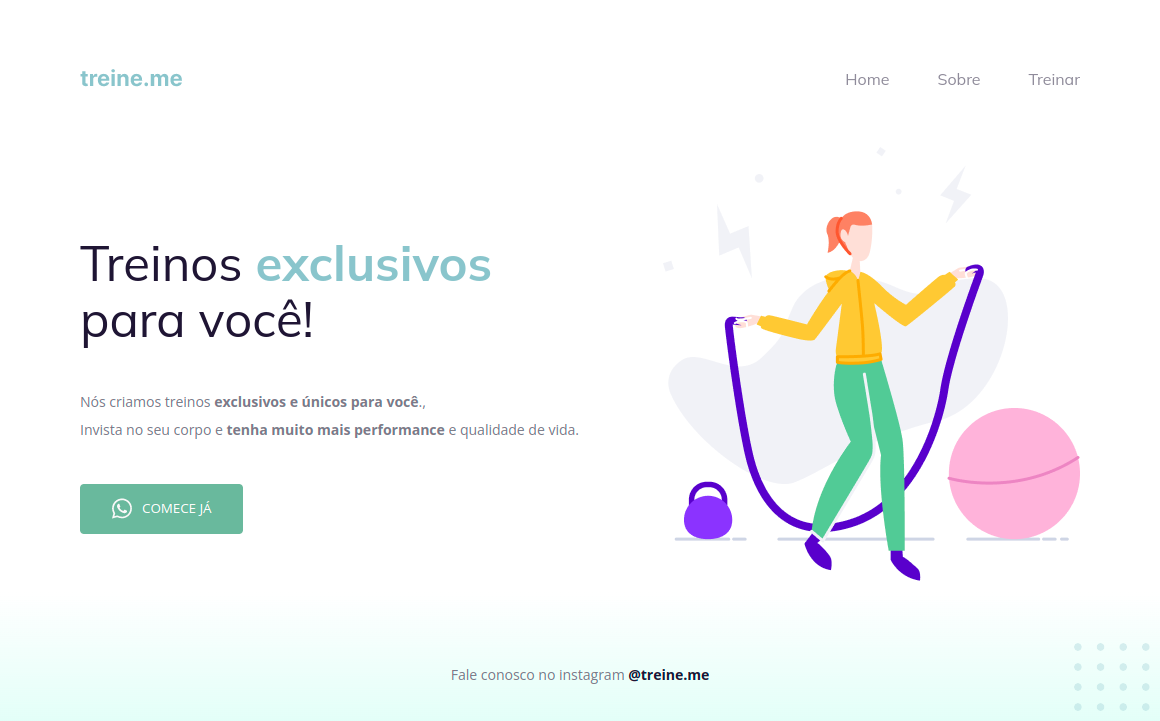 treine.me
Home Sobre Treinar
Treinos exclusivos
para você!
Nós criamos treinos exclusivos e únicos para você.,
Invista no seu corpo e tenha muito mais performance e qualidade de vida.
COMECE JÁ
Fale conosco no instagram @treine.me